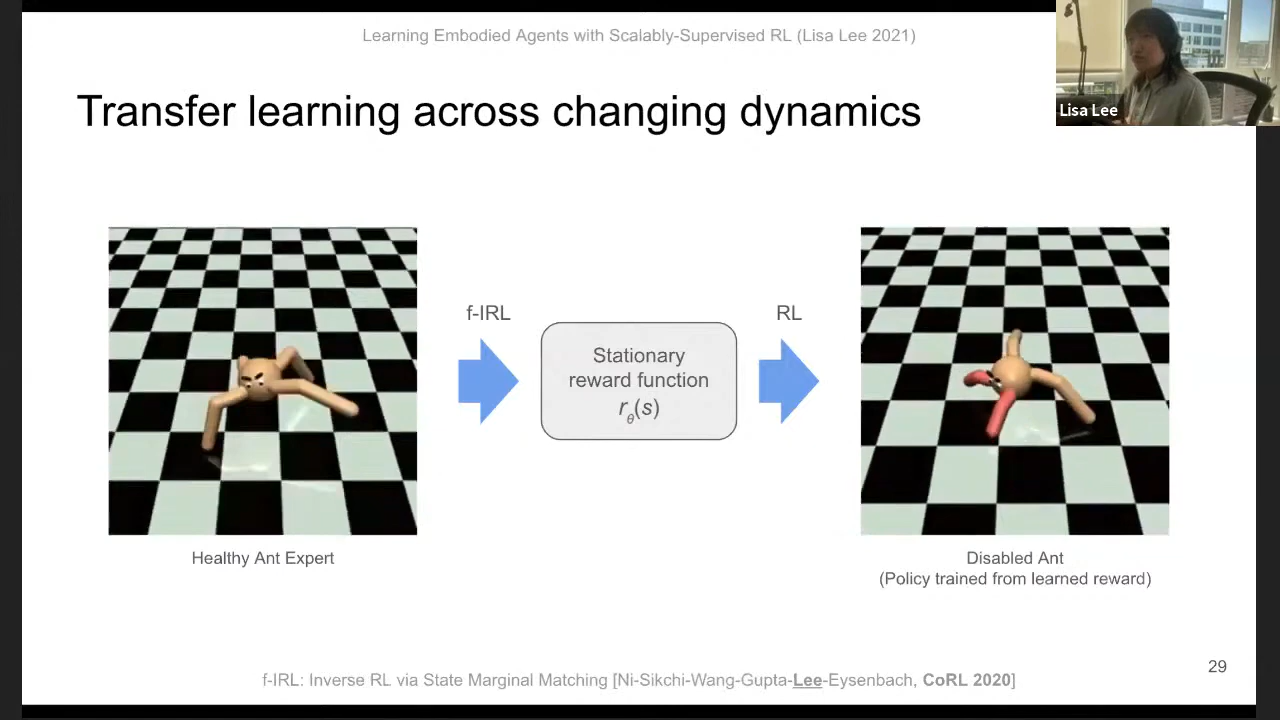 Learning Embodied Agents with Scalably-Supervised RL (Lisa Lee 2021)
Lisa Lee
Transfer learning across changing dynamics
f-IRL
RL
Stationary
reward function
rθ(s)
Healthy Ant Expert
Disabled Ant
(Policy trained from learned reward)
29
f-IRL: Inverse RL via State Marginal Matching [Ni-Sikchi-Wang-Gupta-Lee-Eysenbach, CoRL 2020]